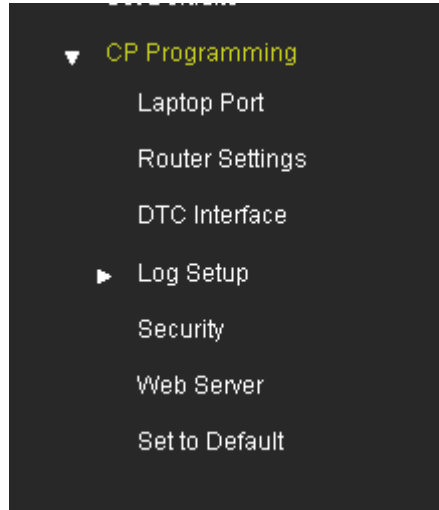 CP Programming
Laptop Port
Router Settings
DTC Interface
Log Setup
Security
Web Server
Set to Default